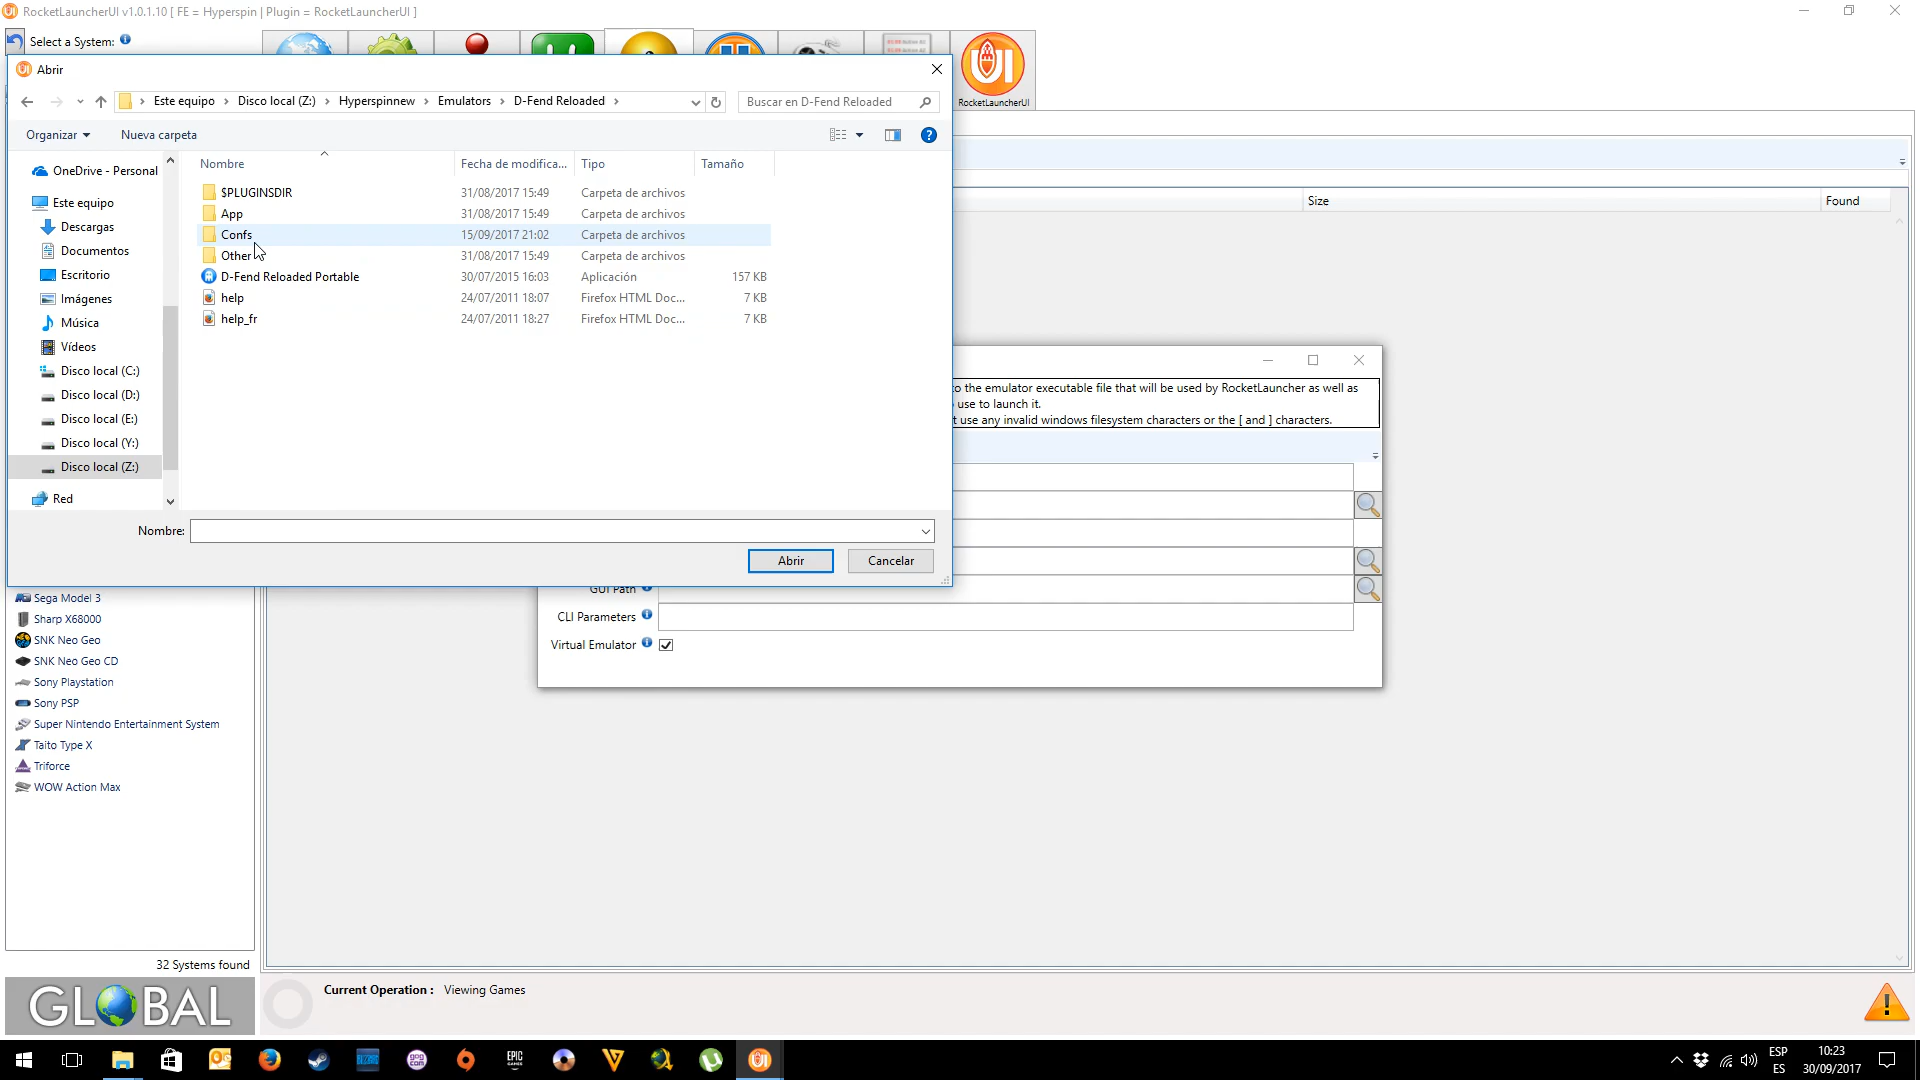 RocketLauncherUI v1.0.1.10 [ FE = Hyperspin | Plugin = RocketLauncherUI ]
Select a System:
RocketLauncherUI
Abrir
Este equipo > Disco local (Z:) > Hyperspinnew > Emulators > D-Fend Reloaded >
Buscar en D-Fend Reloaded
Organizar
Nueva carpeta
OneDrive - Personal
Este equipo
Descargas
Documentos
Escritorio
Imágenes
Música
Vídeos
Disco local (C:)
Disco local (D:)
Disco local (E:)
Disco local (Y:)
Disco local (Z:)
Red
Nombre Fecha de modifica... Tipo Tamaño
$PLUGINSDIR 31/08/2017 15:49 Carpeta de archivos
App 31/08/2017 15:49 Carpeta de archivos
Confs 15/09/2017 21:02 Carpeta de archivos
Other 31/08/2017 15:49 Carpeta de archivos
D-Fend Reloaded Portable 30/07/2015 16:03 Aplicación 157 KB
help 24/07/2011 18:07 Firefox HTML Doc... 7 KB
help_fr 24/07/2011 18:27 Firefox HTML Doc... 7 KB
Nombre:
Abrir Cancelar
Size Found
to the emulator executable file that will be used by RocketLauncher as well as
use to launch it.
t use any invalid windows filesystem characters or the [ and ] characters.
GUI Path
CLI Parameters
Virtual Emulator
Sega Model 3
Sharp X68000
SNK Neo Geo
SNK Neo Geo CD
Sony Playstation
Sony PSP
Super Nintendo Entertainment System
Taito Type X
Triforce
WOW Action Max
32 Systems found
GLOBAL
Current Operation : Viewing Games
EPIC
GAMES
ESP
ES
10:23
30/09/2017